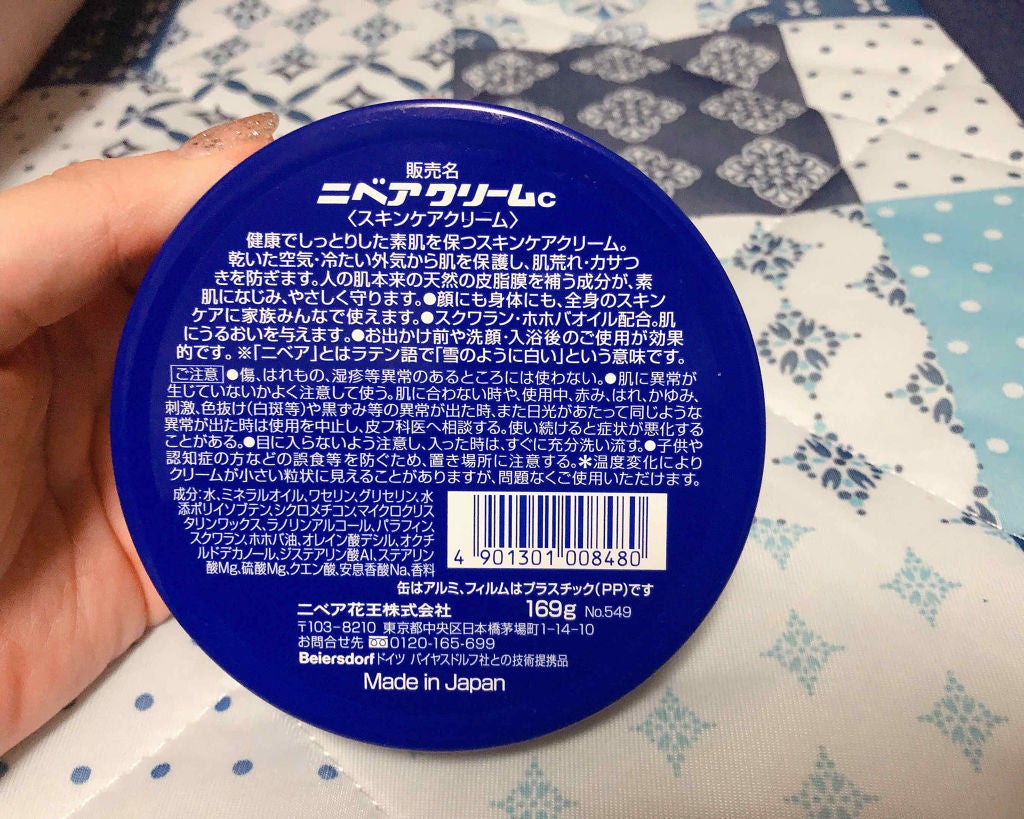 販売名
ニベアクリームc
〈スキンケアクリーム〉
健康でしっとりした素肌を保つスキンケアクリーム。
乾いた空気・冷たい外気から肌を保護し、肌荒れ・カサつ
きを防ぎます。人の肌本来の天然の皮脂膜を補う成分が、素
肌になじみ、やさしく守ります。●顔にも身体にも、全身のスキン
ケアに家族みんなで使えます。●スクワラン・ホホバオイル配合。肌
にうるおいを与えます。●お出かけ前や洗顔・入浴後のご使用が効果
的です。※「ニベア」とはラテン語で「雪のように白い」という意味です。
ご注意 ●傷、はれもの、湿疹等異常のあるところには使わない。●肌に異常が
生じていないかよく注意して使う。肌に合わない時や、使用中、赤み、はれ、かゆみ、
刺激、色抜け(白斑等)や黒ずみ等の異常が出た時、また日光があたって同じような
異常が出た時は使用を中止し、皮フ科医へ相談する。使い続けると症状が悪化する
ことがある。●目に入らないよう注意し、入った時は、すぐに充分洗い流す。●子供や
認知症の方などの誤食等を防ぐため、置き場所に注意する。＊温度変化により
クリームが小さい粒状に見えることがありますが、問題なくご使用いただけます。
成分:水、ミネラルオイル、ワセリン、グリセリン、水
添ポリイソブテン、シクロメチコン、マイクロクリス
タリンワックス、ラノリンアルコール、パラフィン、
スクワラン、ホホバ油、オレイン酸デシル、オクチ
ルドデカノール、ジステアリン酸Al、ステアリン
酸Mg、硫酸Mg、クエン酸、安息香酸Na、香料
4 901301 008480
缶はアルミ、フィルムはプラスチック(PP)です
ニベア花王株式会社 169g No.549
〒103-8210 東京都中央区日本橋茅場町1-14-10
お問合せ先 0120-165-699
Beiersdorf ドイツ バイヤスドルフ社との技術提携品
Made in Japan